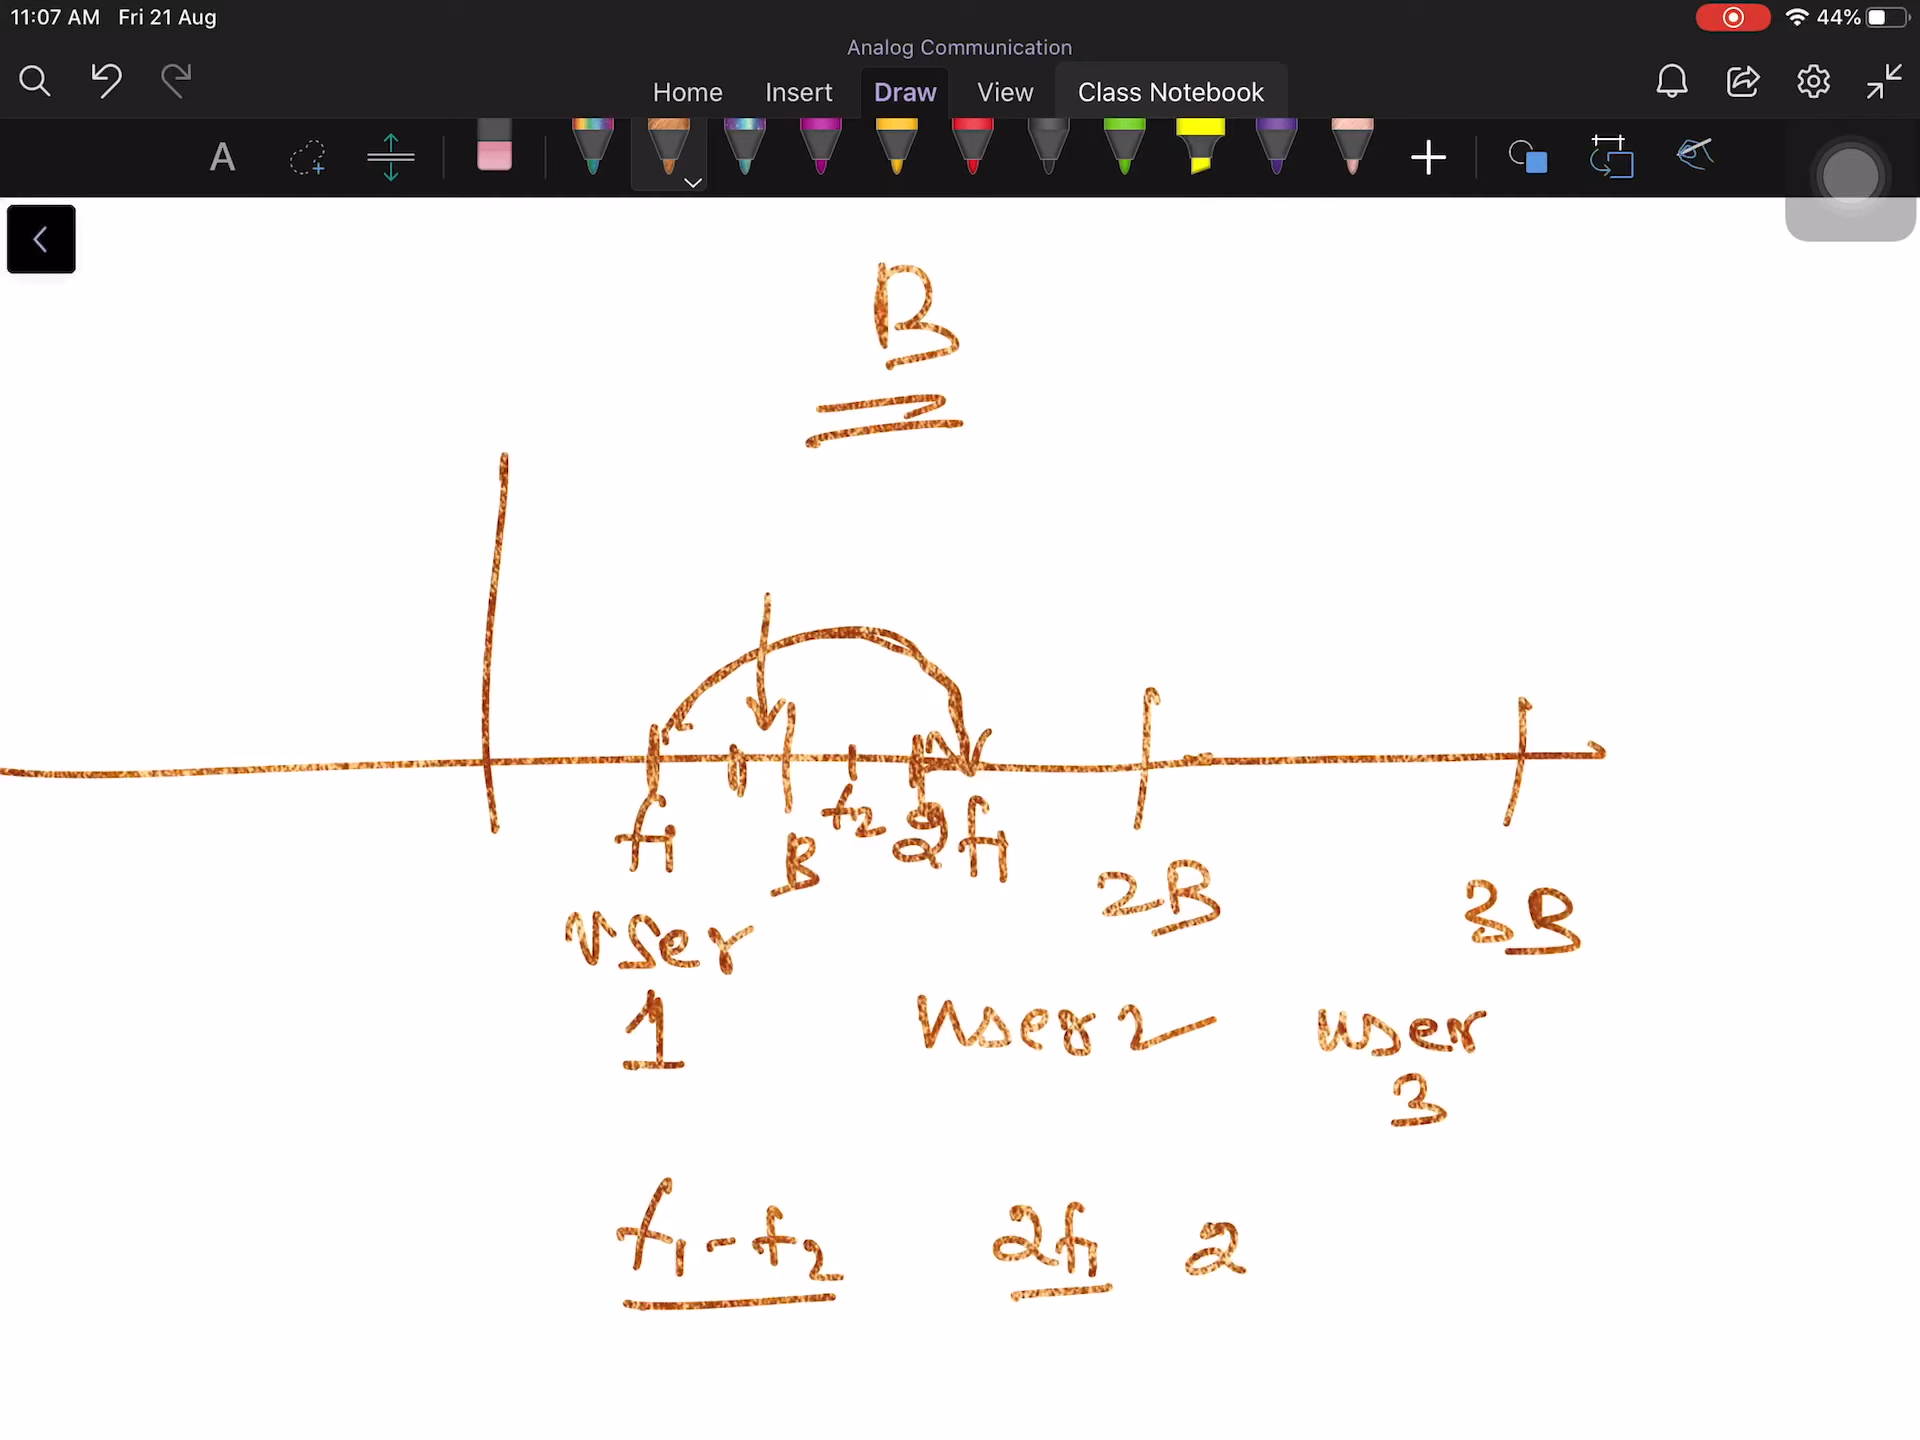 11:07 AM Fri 21 Aug
44%
Analog Communication
Home Insert Draw View Class Notebook
A
B
f1 B f2 2f1 2B 3B
user 1
user 2
user 3
f1 - f2 2f1 2